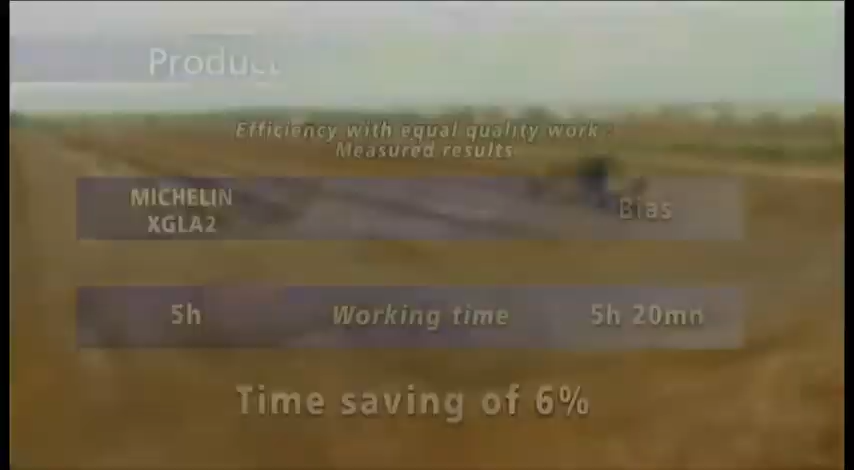 Product
Efficiency with equal quality work :
Measured results
MICHELIN
XGLA2
Bias
5h
Working time
5h 20mn
Time saving of 6%